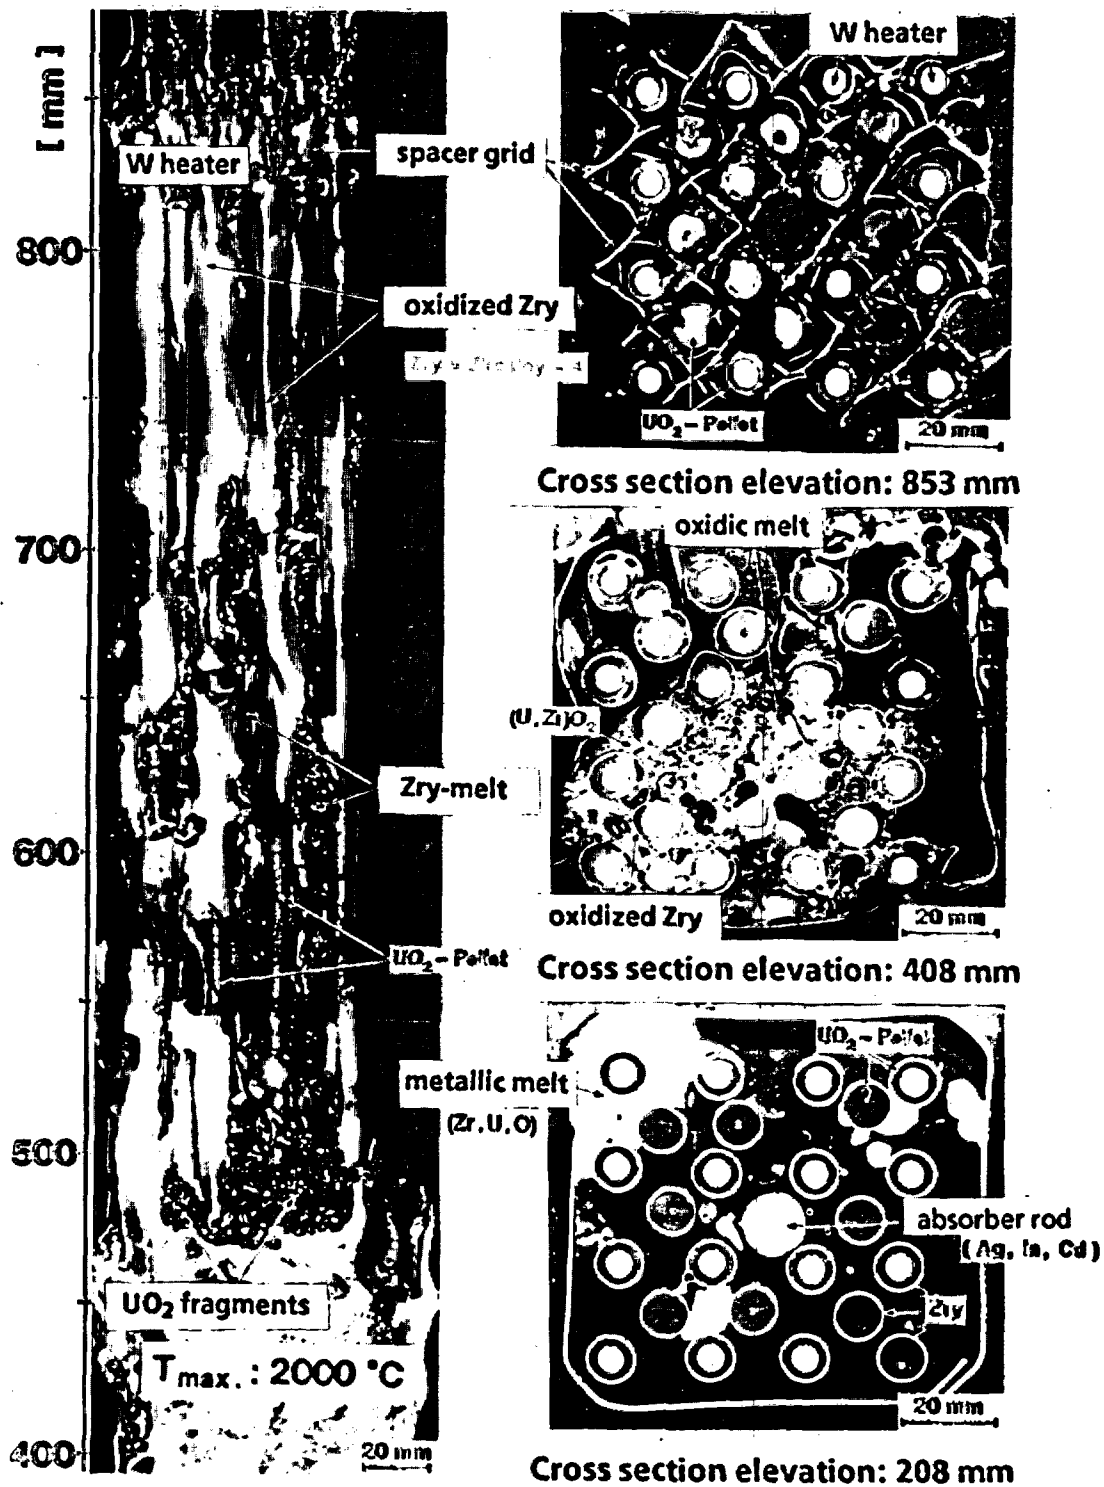 [ mm ]
W heater
800
700
600
500
400
spacer grid
oxidized Zry
Zry-melt
UO₂ - Pellet
UO₂ fragments
Tmax. : 2000 °C
20 mm
W heater
UO₂ - Pellet
20 mm
Cross section elevation: 853 mm
oxidic melt
(U,Zr)O₂
oxidized Zry
20 mm
Cross section elevation: 408 mm
UO₂ - Pellet
metallic melt
(Zr, U, O)
absorber rod
( Ag, In, Cd )
Zry
20 mm
Cross section elevation: 208 mm